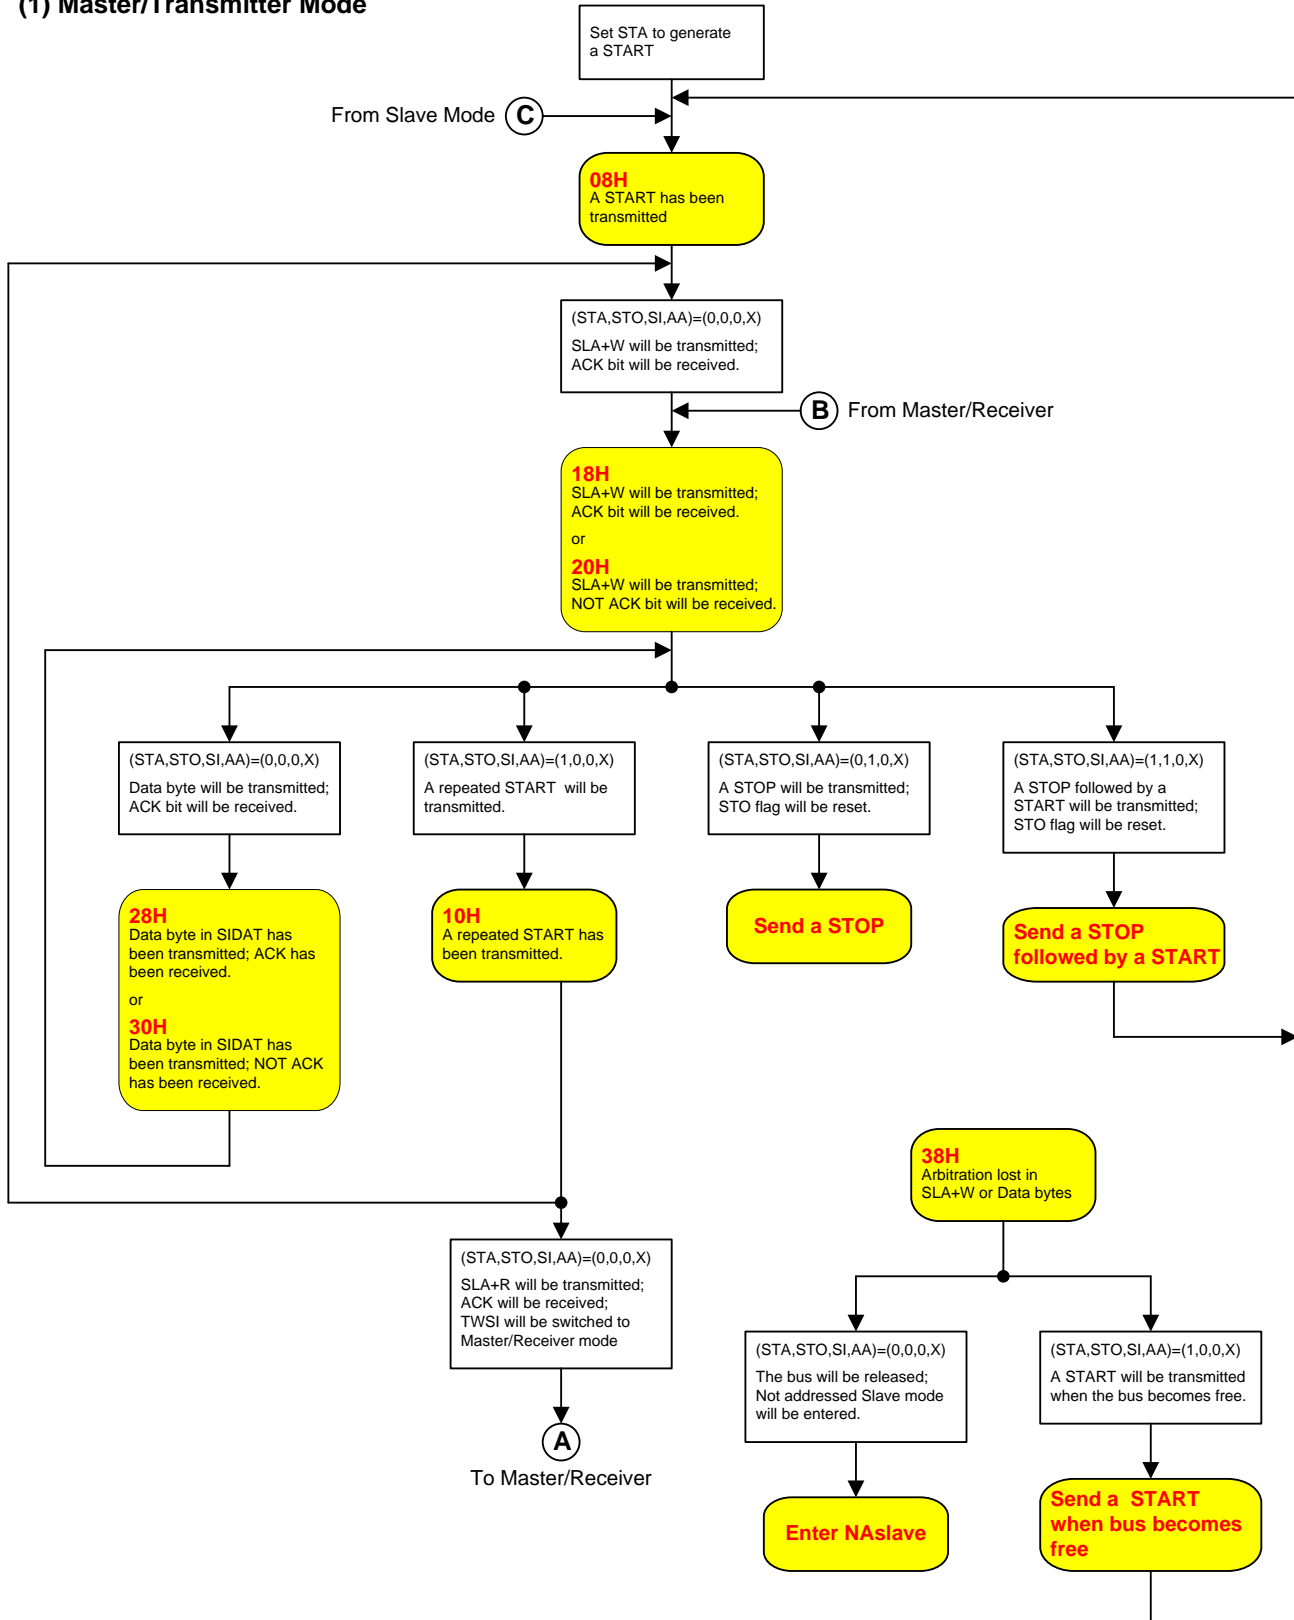 (1) Master/Transmitter Mode
Set STA to generate
a START
From Slave Mode
C
08H
A START has been
transmitted
(STA,STO,SI,AA)=(0,0,0,X)
SLA+W will be transmitted;
ACK bit will be received.
B
From Master/Receiver
18H
SLA+W will be transmitted;
ACK bit will be received.
or
20H
SLA+W will be transmitted;
NOT ACK bit will be received.
(STA,STO,SI,AA)=(0,0,0,X)
Data byte will be transmitted;
ACK bit will be received.
(STA,STO,SI,AA)=(1,0,0,X)
A repeated START will be
transmitted.
(STA,STO,SI,AA)=(0,1,0,X)
A STOP will be transmitted;
STO flag will be reset.
(STA,STO,SI,AA)=(1,1,0,X)
A STOP followed by a
START will be transmitted;
STO flag will be reset.
28H
Data byte in SIDAT has
been transmitted; ACK has
been received.
or
30H
Data byte in SIDAT has
been transmitted; NOT ACK
has been received.
10H
A repeated START has
been transmitted.
Send a STOP
Send a STOP
followed by a START
38H
Arbitration lost in
SLA+W or Data bytes
(STA,STO,SI,AA)=(0,0,0,X)
SLA+R will be transmitted;
ACK will be received;
TWSI will be switched to
Master/Receiver mode
A
To Master/Receiver
(STA,STO,SI,AA)=(0,0,0,X)
The bus will be released;
Not addressed Slave mode
will be entered.
(STA,STO,SI,AA)=(1,0,0,X)
A START will be transmitted
when the bus becomes free.
Enter NAslave
Send a START
when bus becomes
free